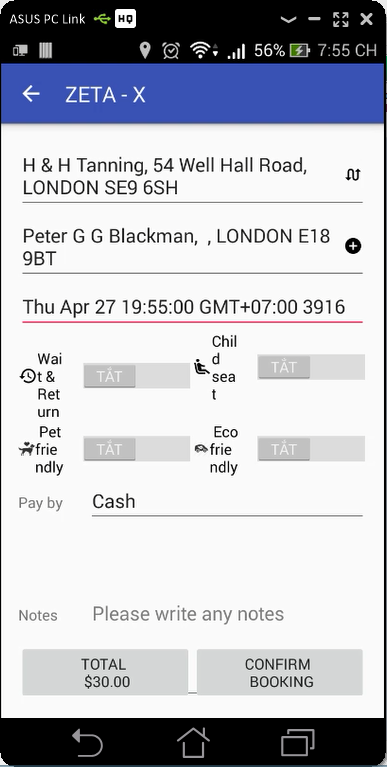 ASUS PC Link HQ
56% 7:55 CH
ZETA - X
H & H Tanning, 54 Well Hall Road,
LONDON SE9 6SH
Peter G G Blackman, , LONDON E18
9BT
Thu Apr 27 19:55:00 GMT+07:00 3916
Wai
t &
Ret
urn
TẮT
Chil
d
sea
t
TẮT
Pet
frie
ndly
TẮT
Eco
frie
ndly
TẮT
Pay by Cash
Notes Please write any notes
TOTAL
$30.00
CONFIRM
BOOKING